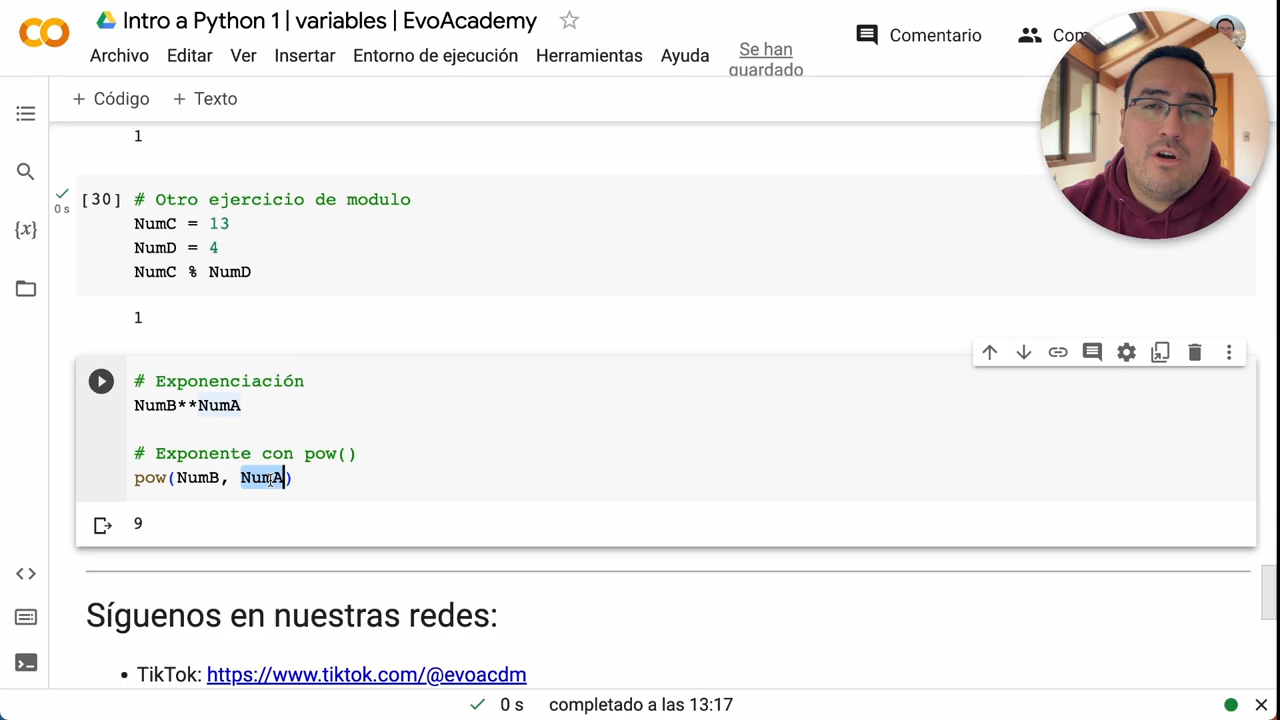 Intro a Python 1 | variables | EvoAcademy
Archivo Editar Ver Insertar Entorno de ejecución Herramientas Ayuda Se han guardado
Comentario
+ Código + Texto
1
[30] # Otro ejercicio de modulo
0 s
NumC = 13
NumD = 4
NumC % NumD
1
# Exponenciación
NumB**NumA
# Exponente con pow()
pow(NumB, NumA)
9
Síguenos en nuestras redes:
• TikTok: https://www.tiktok.com/@evoacdm
0 s completado a las 13:17